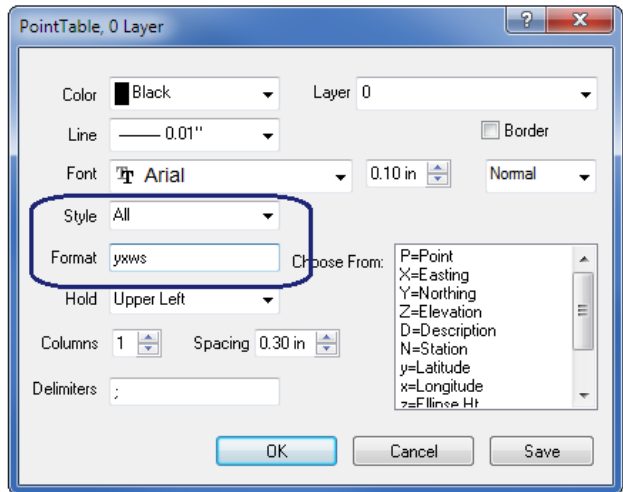 PointTable, 0 Layer
Color Black Layer 0
Line 0.01" Border
Font Arial 0.10 in Normal
Style All
Format yxws Choose From:
P=Point
X=Easting
Y=Northing
Z=Elevation
D=Description
N=Station
y=Latitude
x=Longitude
z=Ellipse Ht
Hold Upper Left
Columns 1 Spacing 0.30 in
Delimiters ;
OK Cancel Save